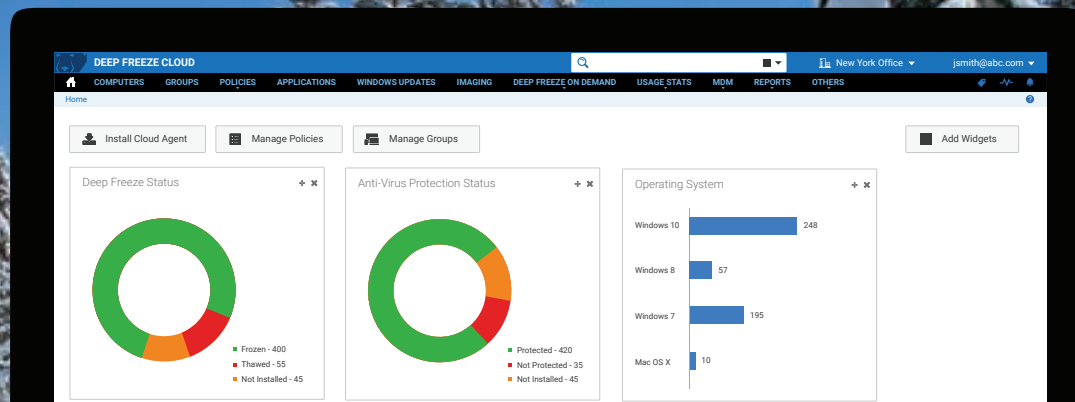 DEEP FREEZE CLOUD
New York Office
jsmith@abc.com
COMPUTERS GROUPS POLICIES APPLICATIONS WINDOWS UPDATES IMAGING DEEP FREEZE ON DEMAND USAGE STATS MDM REPORTS OTHERS
Home
Install Cloud Agent
Manage Policies
Manage Groups
Add Widgets
Deep Freeze Status
Frozen - 400
Thawed - 55
Not Installed - 45
Anti-Virus Protection Status
Protected - 420
Not Protected - 35
Not Installed - 45
Operating System
Windows 10 248
Windows 8 57
Windows 7 195
Mac OS X 10